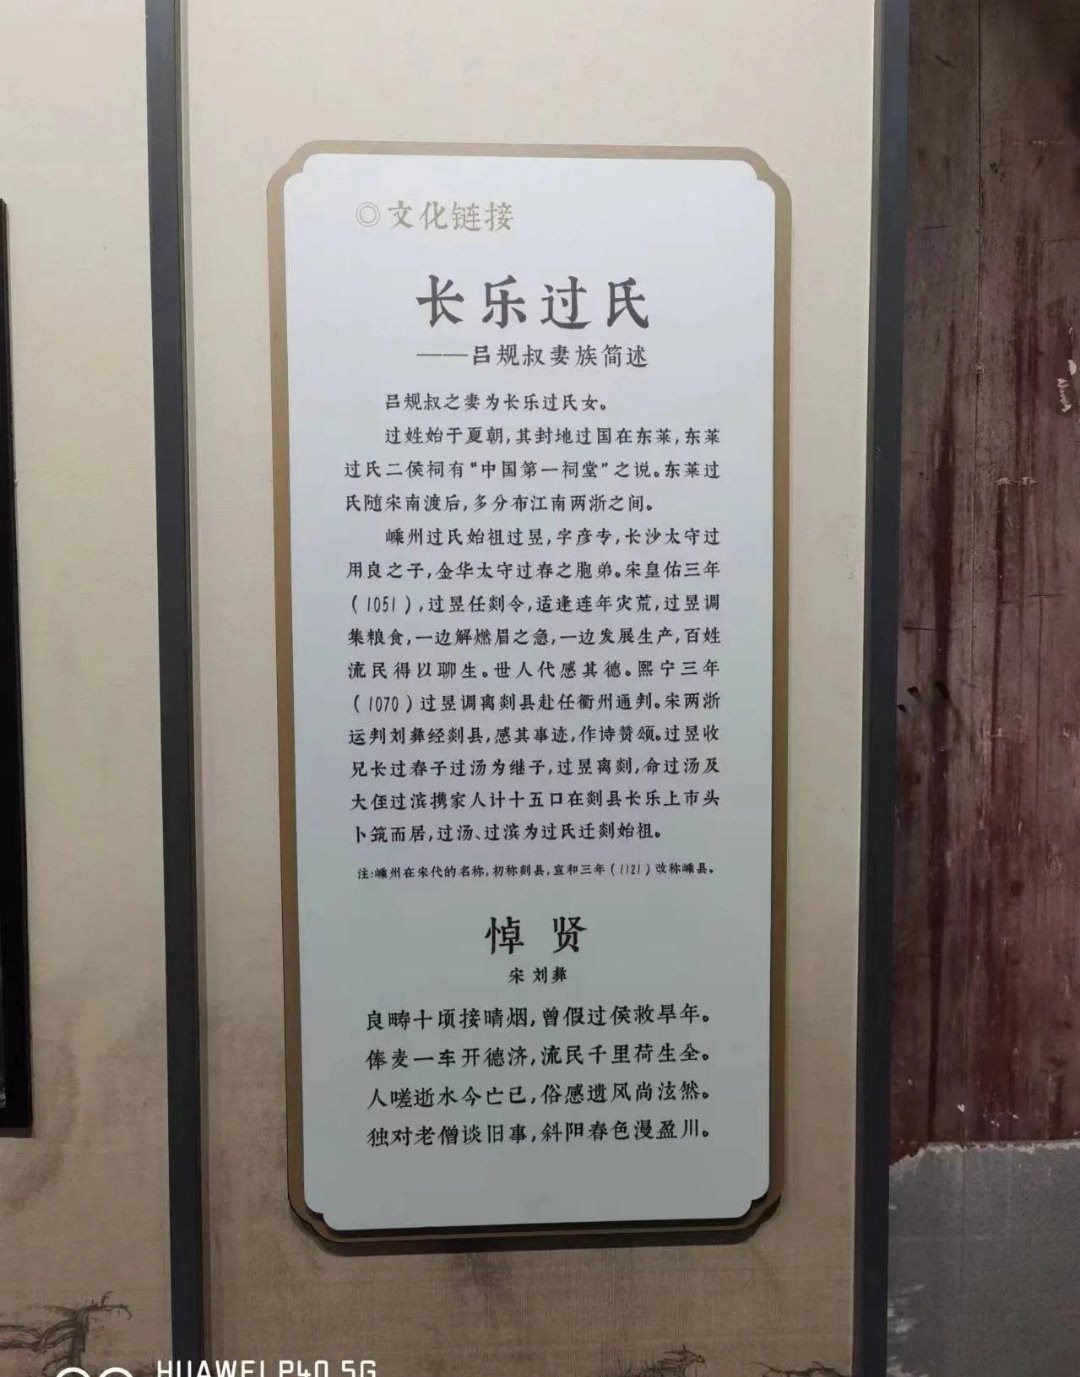 ◎文化链接
长乐过氏
——吕规叔妻族简述
吕规叔之妻为长乐过氏女。
过姓始于夏朝,其封地过国在东莱,东莱
过氏二侯祠有“中国第一祠堂”之说。东莱过
氏随宋南渡后,多分布江南两浙之间。
嵊州过氏始祖过昱,字彦专,长沙太守过
用良之子,金华太守过春之胞弟。宋皇佑三年
(1051),过昱任剡令,适逢连年灾荒,过昱调
集粮食,一边解燃眉之急,一边发展生产,百姓
流民得以聊生。世人代感其德。熙宁三年
(1070)过昱调离剡县赴任衢州通判。宋两浙
运判刘彝经剡县,感其事迹,作诗赞颂。过昱收
兄长过春子过汤为继子,过昱离剡,命过汤及
大侄过滨携家人计十五口在剡县长乐上市头
卜筑而居,过汤、过滨为过氏迁剡始祖。
注:嵊州在宋代的名称,初称剡县,宣和三年(1121)改称嵊县。
悼贤
宋 刘彝
良畴十顷接晴烟,曾假过侯救旱年。
俸麦一车开德济,流民千里荷生全。
人嗟逝水今亡已,俗感遗风尚泫然。
独对老僧谈旧事,斜阳春色漫盈川。
HUAWEI P40 5G